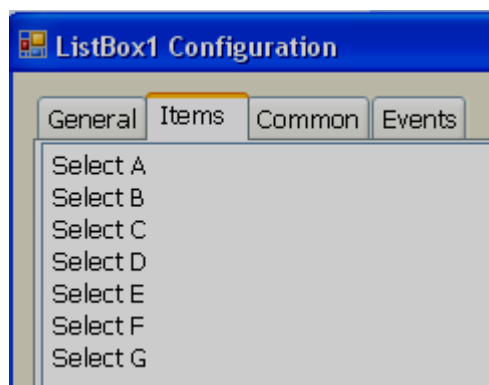 ListBox1 Configuration
General Items Common Events
Select A
Select B
Select C
Select D
Select E
Select F
Select G